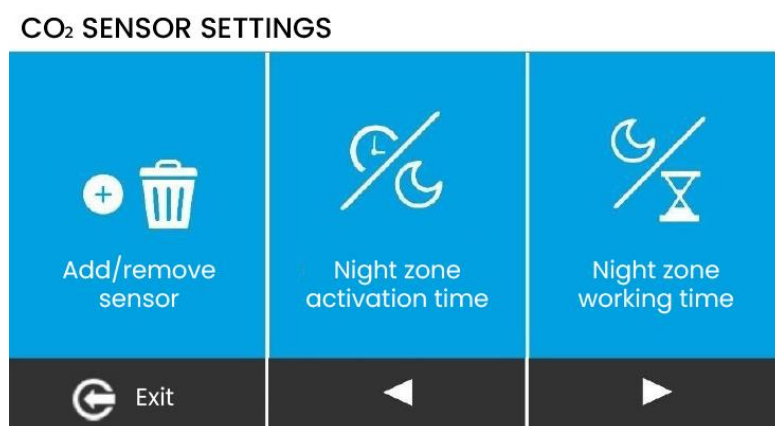 CO₂ SENSOR SETTINGS
Add/remove
sensor
Night zone
activation time
Night zone
working time
Exit